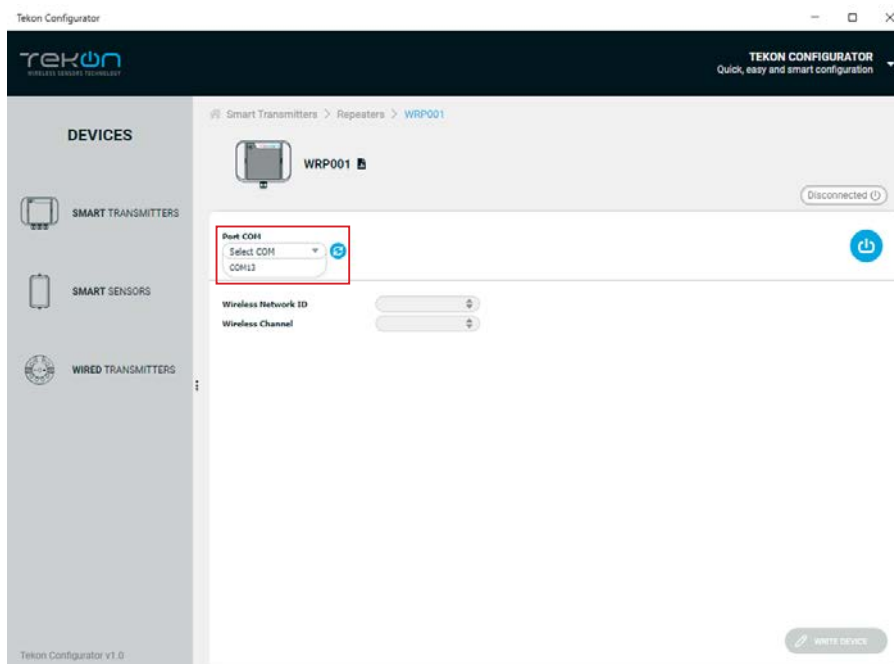 Tekon Configurator
TEKON
WIRELESS SENSORS TECHNOLOGY
TEKON CONFIGURATOR
Quick, easy and smart configuration
DEVICES
SMART TRANSMITTERS
SMART SENSORS
WIRED TRANSMITTERS
Tekon Configurator v1.0
Smart Transmitters > Repeaters > WRP001
WRP001
Disconnected
Port COM
Select COM
COM13
Wireless Network ID
Wireless Channel
WRITE DEVICE